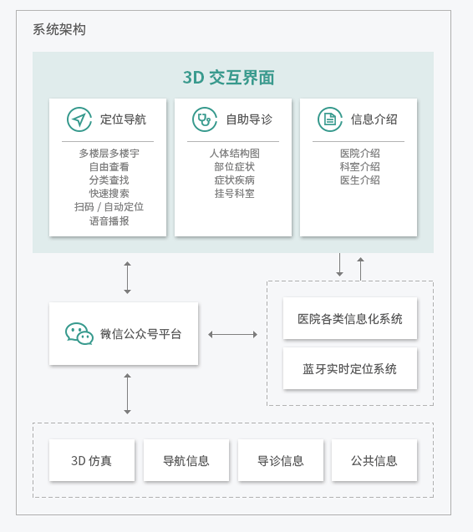 系统架构
3D 交互界面
定位导航
多楼层多楼宇
自由查看
分类查找
快速搜索
扫码 / 自动定位
语音播报
自助导诊
人体结构图
部位症状
症状疾病
挂号科室
信息介绍
医院介绍
科室介绍
医生介绍
微信公众号平台
医院各类信息化系统
蓝牙实时定位系统
3D 仿真
导航信息
导诊信息
公共信息